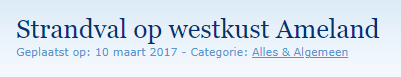 Strandval op westkust Ameland
Geplaatst op: 10 maart 2017 - Categorie: Alles & Algemeen